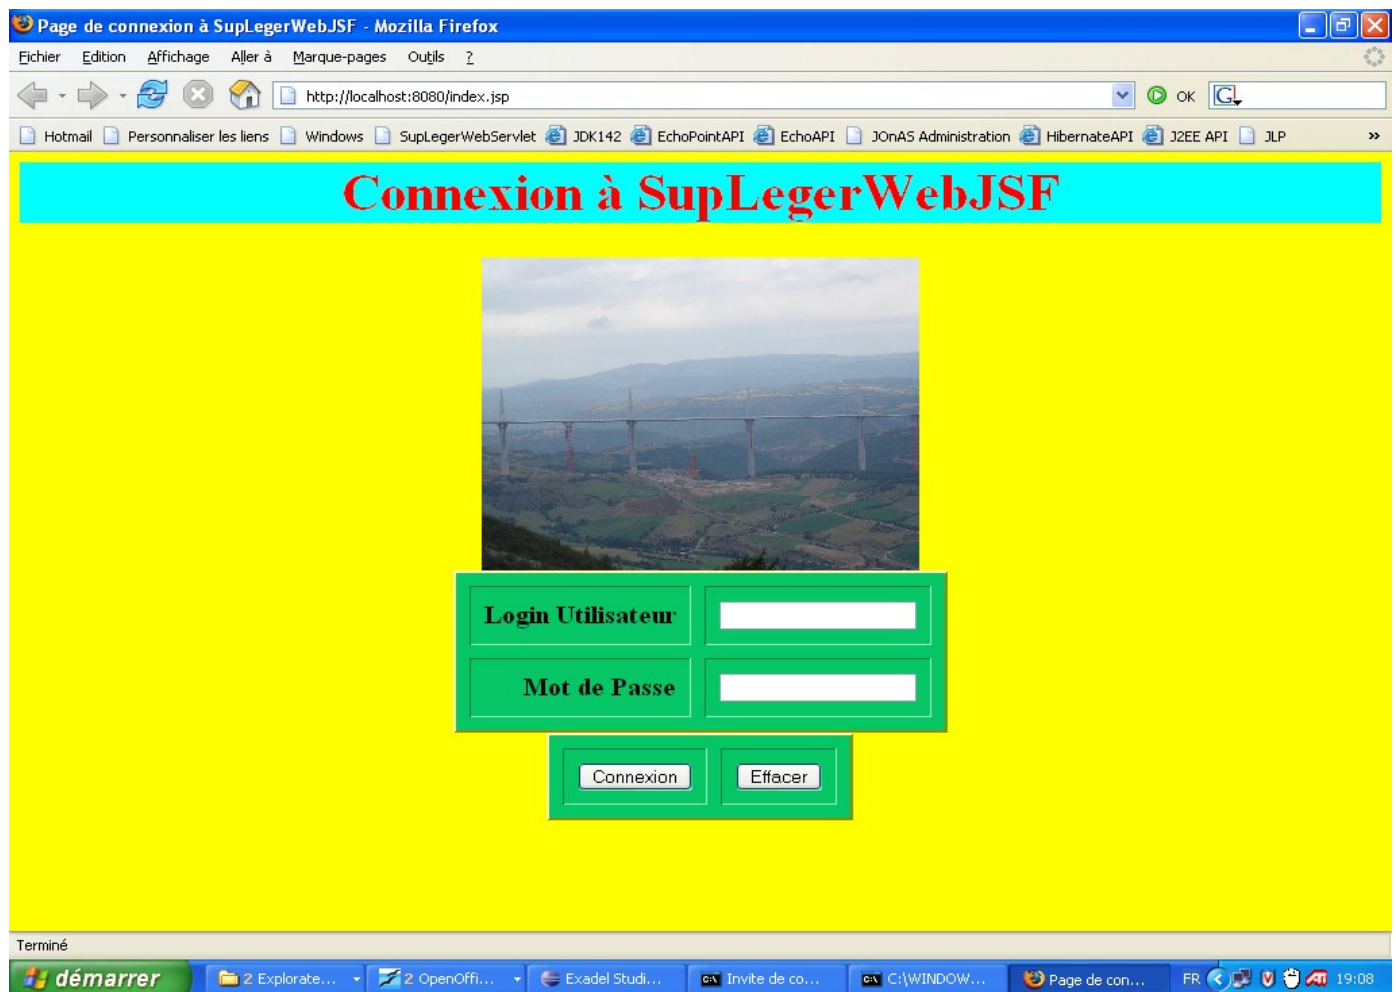 Page de connexion à SupLegerWebJSF - Mozilla Firefox
Fichier Edition Affichage Aller à Marque-pages Outils ?
http://localhost:8080/index.jsp OK G
Hotmail Personnaliser les liens Windows SupLegerWebServlet JDK142 EchoPointAPI EchoAPI JOnAS Administration HibernateAPI J2EE API JLP »
Connexion à SupLegerWebJSF
Login Utilisateur
Mot de Passe
Connexion Effacer
Terminé
démarrer 2 Explorate... 2 OpenOffi... Exadel Studi... Invite de co... C:\WINDOW... Page de con... FR 19:08